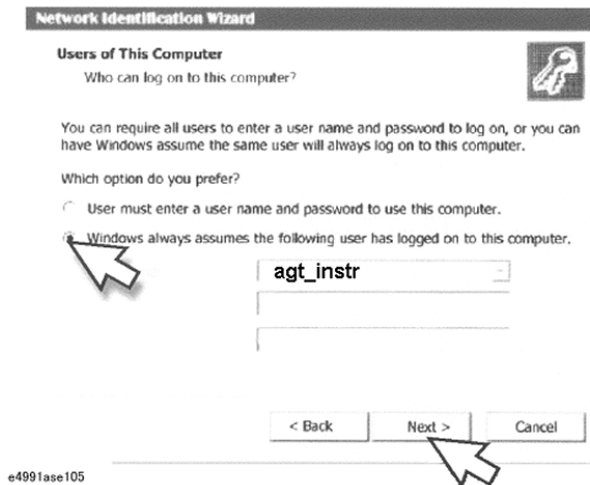 Network Identification Wizard
Users of This Computer
Who can log on to this computer?
You can require all users to enter a user name and password to log on, or you can
have Windows assume the same user will always log on to this computer.
Which option do you prefer?
User must enter a user name and password to use this computer.
Windows always assumes the following user has logged on to this computer.
agt_instr
< Back Next > Cancel
e4991ase105